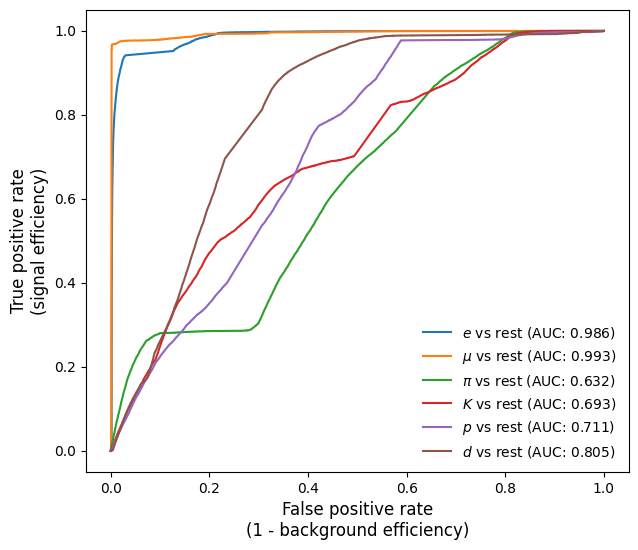 True positive rate
(signal efficiency)
1.0
0.8
0.6
0.4
0.2
0.0
e vs rest (AUC: 0.986)
μ vs rest (AUC: 0.993)
π vs rest (AUC: 0.632)
K vs rest (AUC: 0.693)
p vs rest (AUC: 0.711)
d vs rest (AUC: 0.805)
0.0 0.2 0.4 0.6 0.8 1.0
False positive rate
(1 - background efficiency)